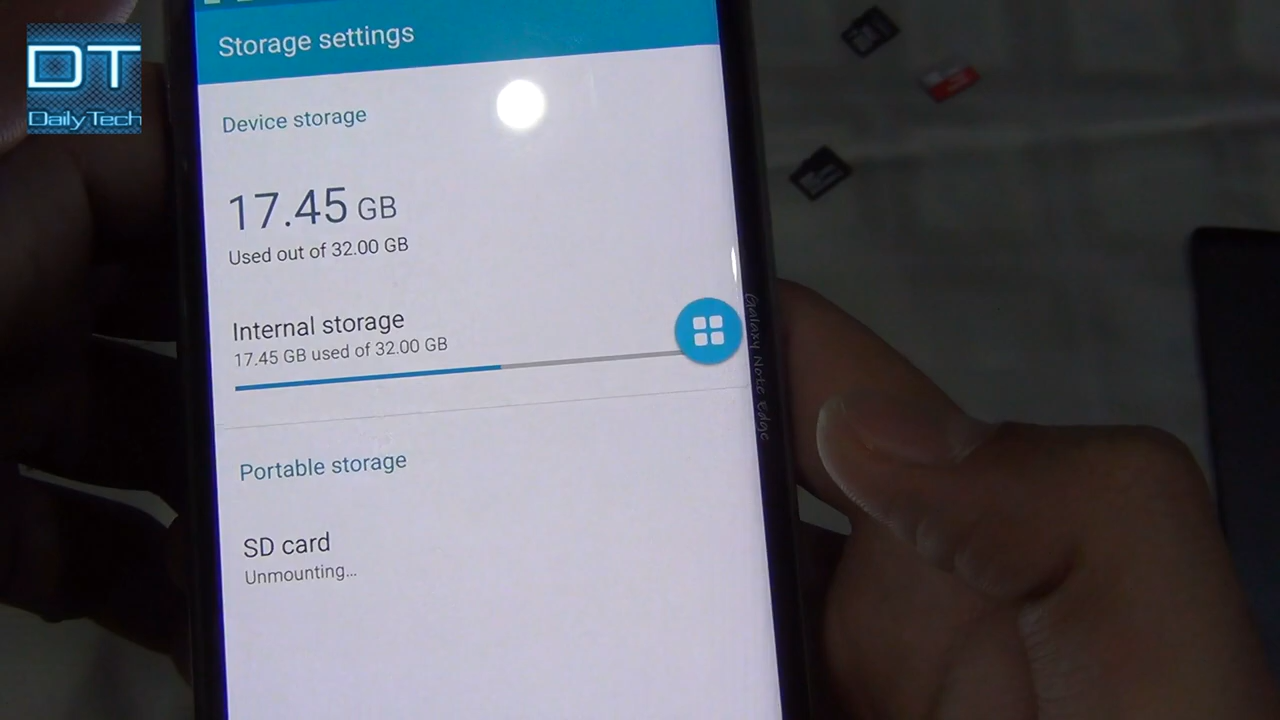 DT
Daily Tech
Storage settings
Device storage
17.45 GB
Used out of 32.00 GB
Internal storage
17.45 GB used of 32.00 GB
Galaxy Note Edge
Portable storage
SD card
Unmounting...